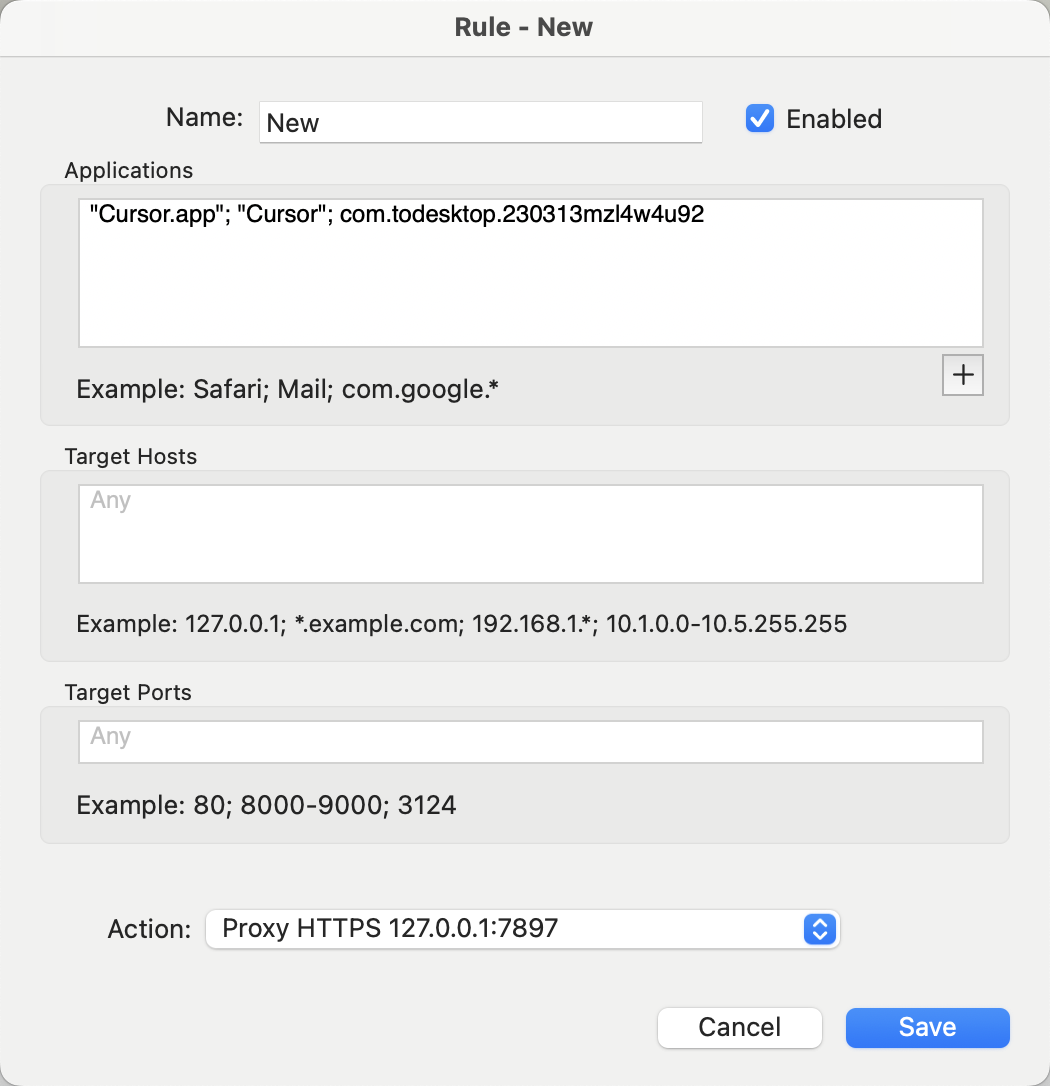 Rule - New
Name: New Enabled
Applications
"Cursor.app"; "Cursor"; com.todesktop.230313mzl4w4u92
Example: Safari; Mail; com.google.*
Target Hosts
Any
Example: 127.0.0.1; *.example.com; 192.168.1.*; 10.1.0.0-10.5.255.255
Target Ports
Any
Example: 80; 8000-9000; 3124
Action: Proxy HTTPS 127.0.0.1:7897
Cancel Save